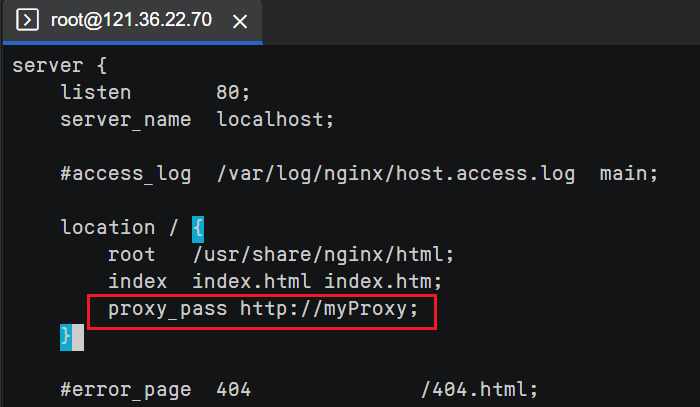 root@121.36.22.70
server {
    listen       80;
    server_name  localhost;
    #access_log  /var/log/nginx/host.access.log  main;
    location / {
        root   /usr/share/nginx/html;
        index  index.html index.htm;
        proxy_pass http://myProxy;
    }
    #error_page  404              /404.html;